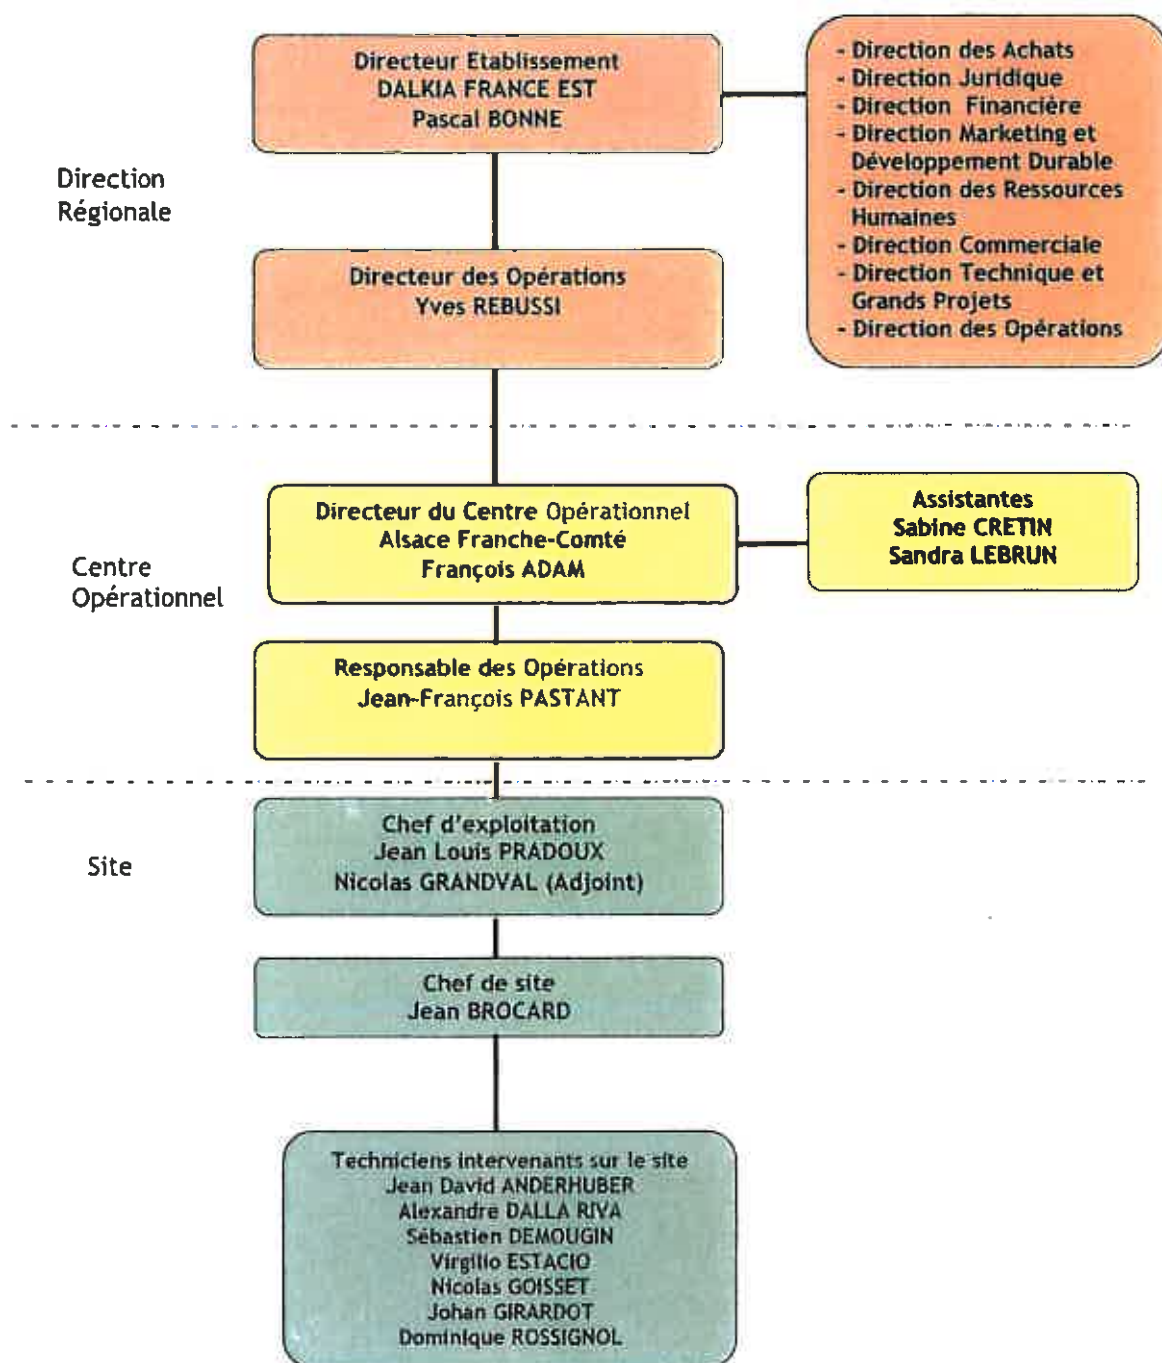 Directeur Etablissement
DALKIA FRANCE EST
Pascal BONNE
- Direction des Achats
- Direction Juridique
- Direction Financière
- Direction Marketing et
Développement Durable
- Direction des Ressources
Humaines
- Direction Commerciale
- Direction Technique et
Grands Projets
- Direction des Opérations
Direction
Régionale
Directeur des Opérations
Yves REBUSSI
Directeur du Centre Opérationnel
Alsace Franche-Comté
François ADAM
Assistantes
Sabine CRETIN
Sandra LEBRUN
Centre
Opérationnel
Responsable des Opérations
Jean-François PASTANT
Chef d'exploitation
Jean Louis PRADOUX
Nicolas GRANDVAL (Adjoint)
Site
Chef de site
Jean BROCARD
Techniciens intervenants sur le site
Jean David ANDERHUBER
Alexandre DALLA RIVA
Sébastien DEMOUGIN
Virgilio ESTACIO
Nicolas GOISSET
Johan GIRARDOT
Dominique ROSSIGNOL